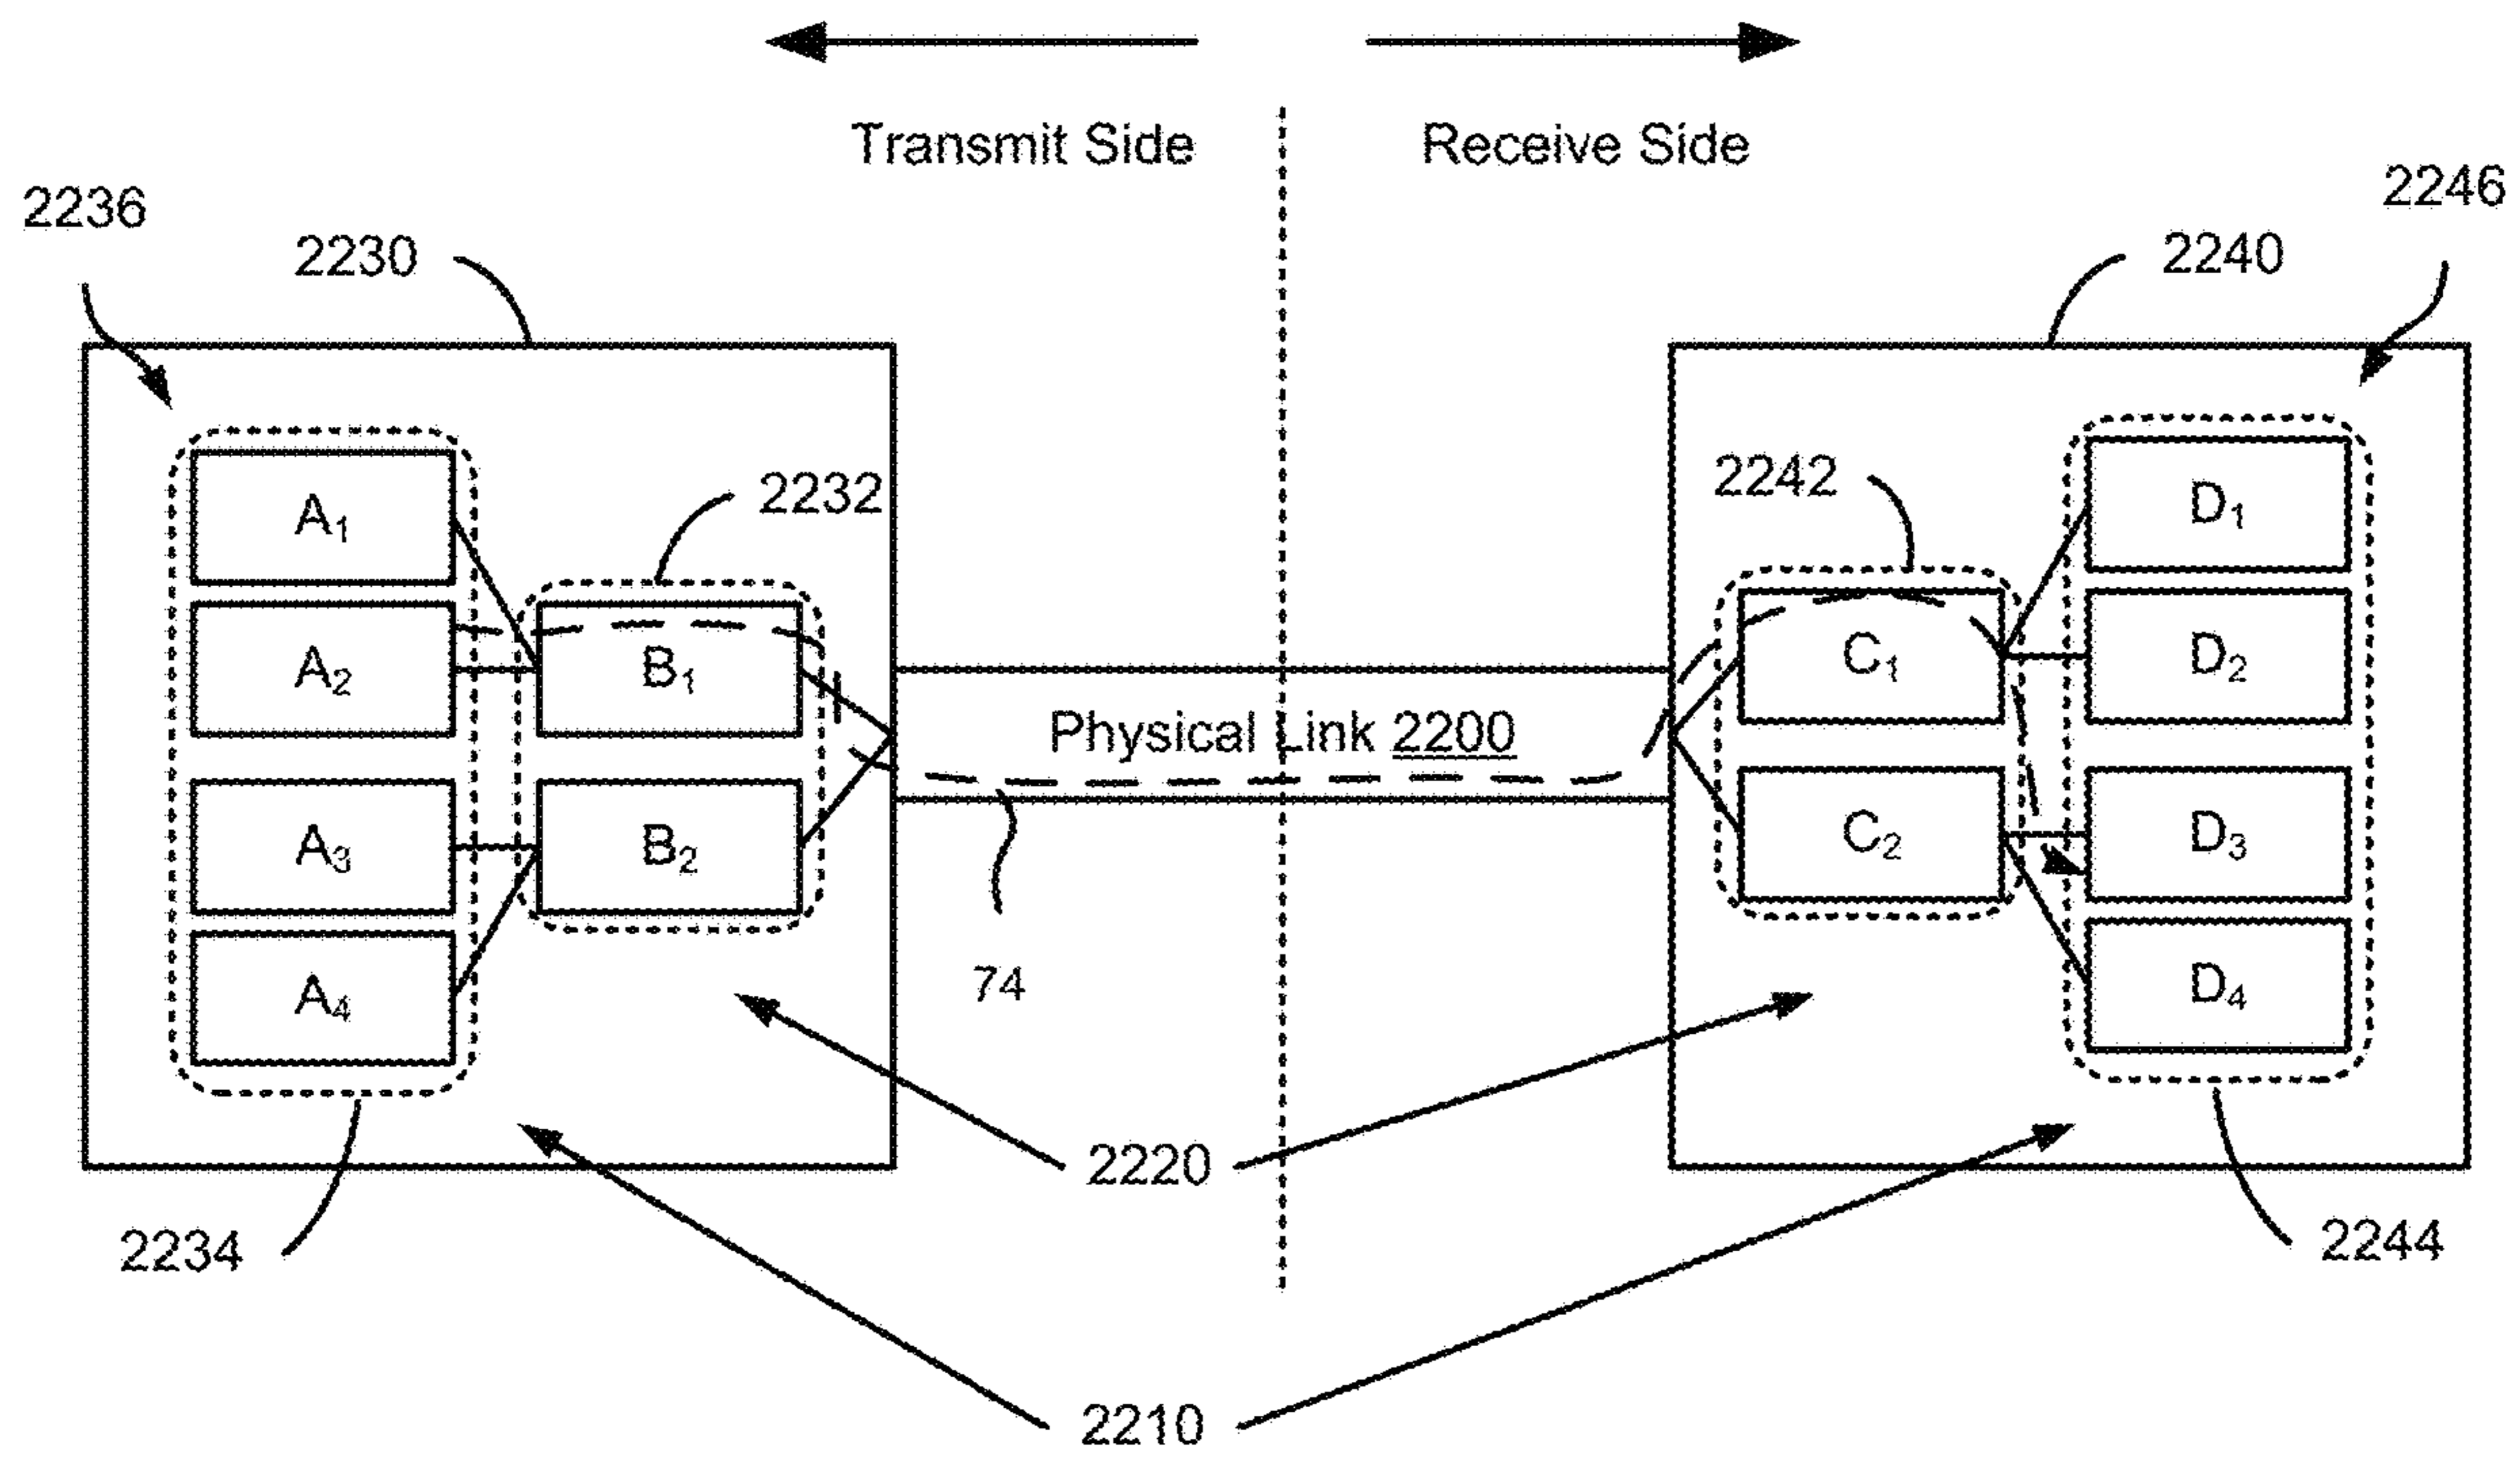 Transmit Side
Receive Side
2236
2246
2230
2240
2232
2242
A₁
D₁
A₂
B₁
C₁
D₂
Physical Link 2200
A₃
B₂
C₂
D₃
A₄
74
D₄
2220
2234
2244
2210